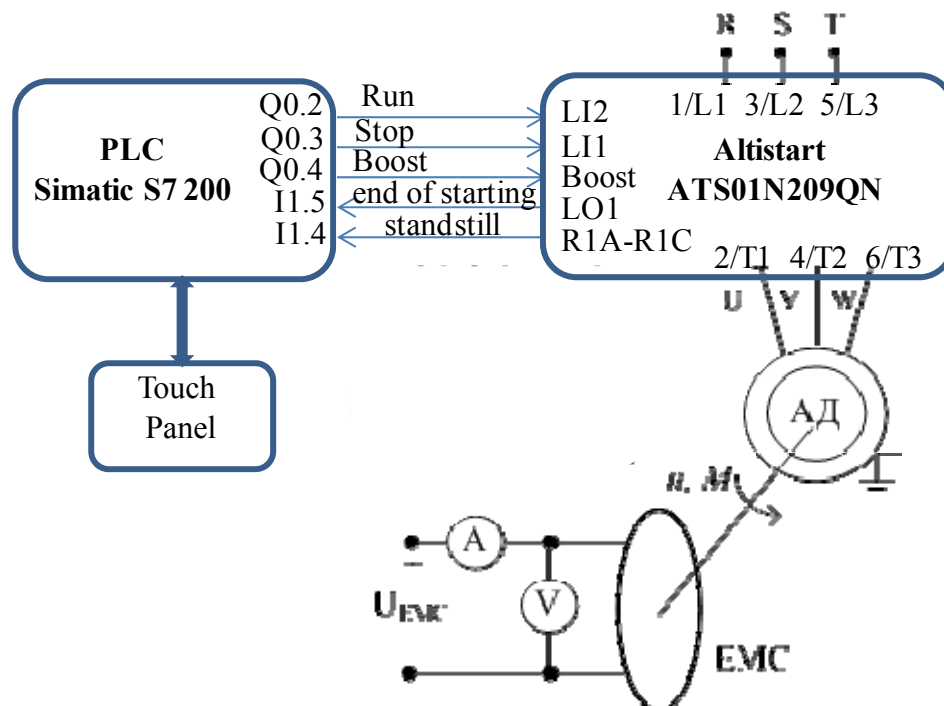 R S T
PLC
Simatic S7 200
Q0.2
Q0.3
Q0.4
I1.5
I1.4
Run
Stop
Boost
end of starting
standstill
LI2
LI1
Boost
LO1
R1A-R1C
1/L1 3/L2 5/L3
Altistart
ATS01N209QN
2/T1 4/T2 6/T3
U V W
Touch
Panel
АД
n, M
A
V
U_EMC
EMC